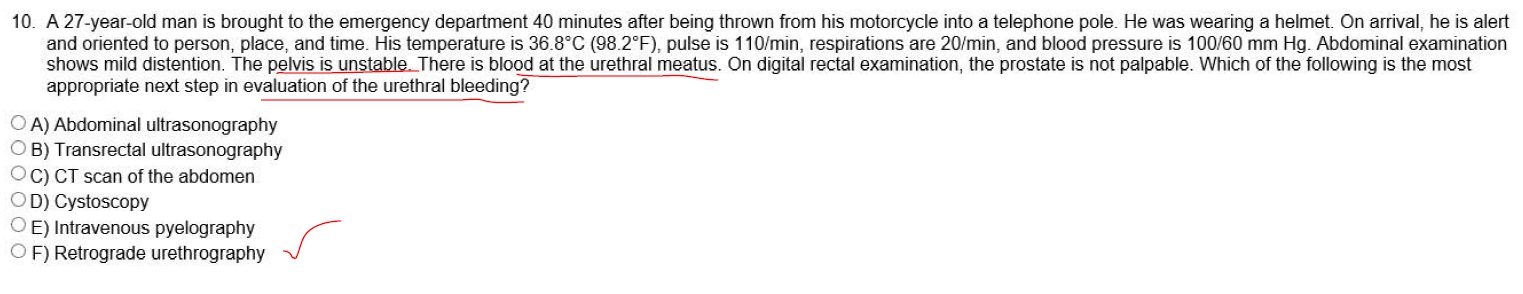 10. A 27-year-old man is brought to the emergency department 40 minutes after being thrown from his motorcycle into a telephone pole. He was wearing a helmet. On arrival, he is alert
and oriented to person, place, and time. His temperature is 36.8°C (98.2°F), pulse is 110/min, respirations are 20/min, and blood pressure is 100/60 mm Hg. Abdominal examination
shows mild distention. The pelvis is unstable. There is blood at the urethral meatus. On digital rectal examination, the prostate is not palpable. Which of the following is the most
appropriate next step in evaluation of the urethral bleeding?
A) Abdominal ultrasonography
B) Transrectal ultrasonography
C) CT scan of the abdomen
D) Cystoscopy
E) Intravenous pyelography
F) Retrograde urethrography